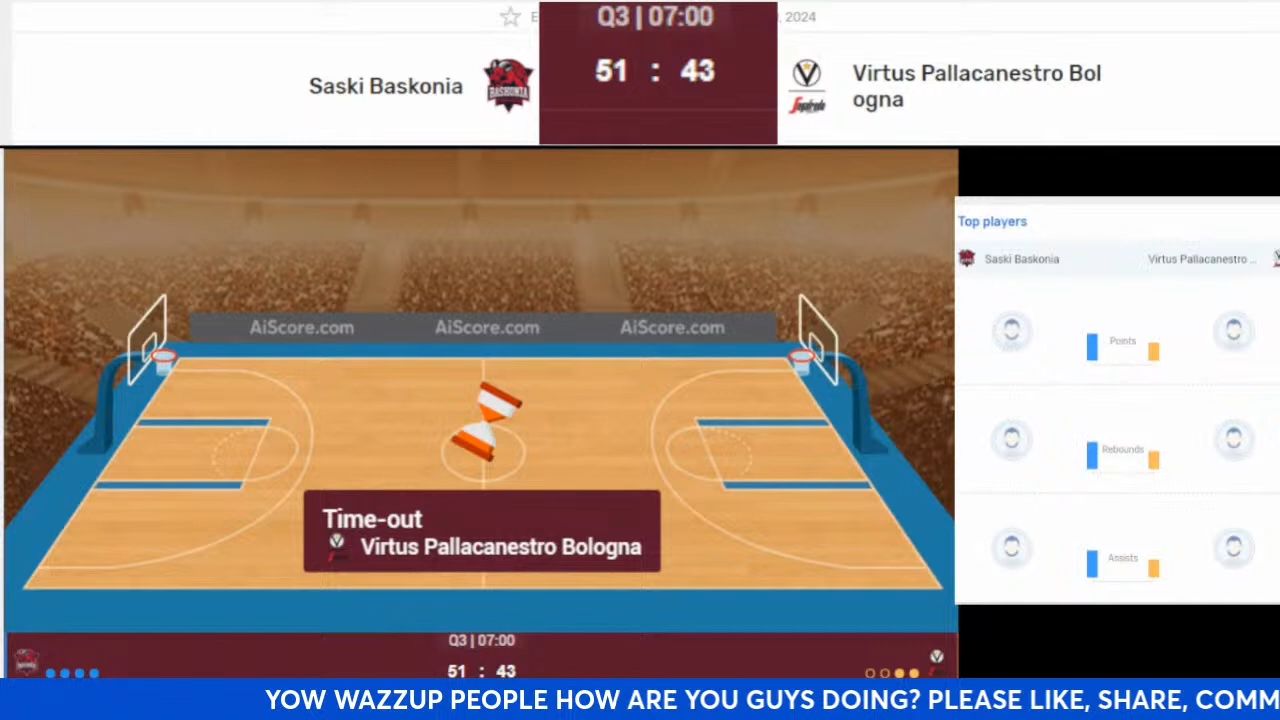 Q3 | 07:00
, 2024
51 : 43
Saski Baskonia
BASKONIA
Virtus Pallacanestro Bol
ogna
Top players
Saski Baskonia
Virtus Pallacanestro ...
AiScore.com
AiScore.com
AiScore.com
Points
Rebounds
Assists
Time-out
Virtus Pallacanestro Bologna
Q3 | 07:00
51 : 43
YOW WAZZUP PEOPLE HOW ARE YOU GUYS DOING? PLEASE LIKE, SHARE, COMM